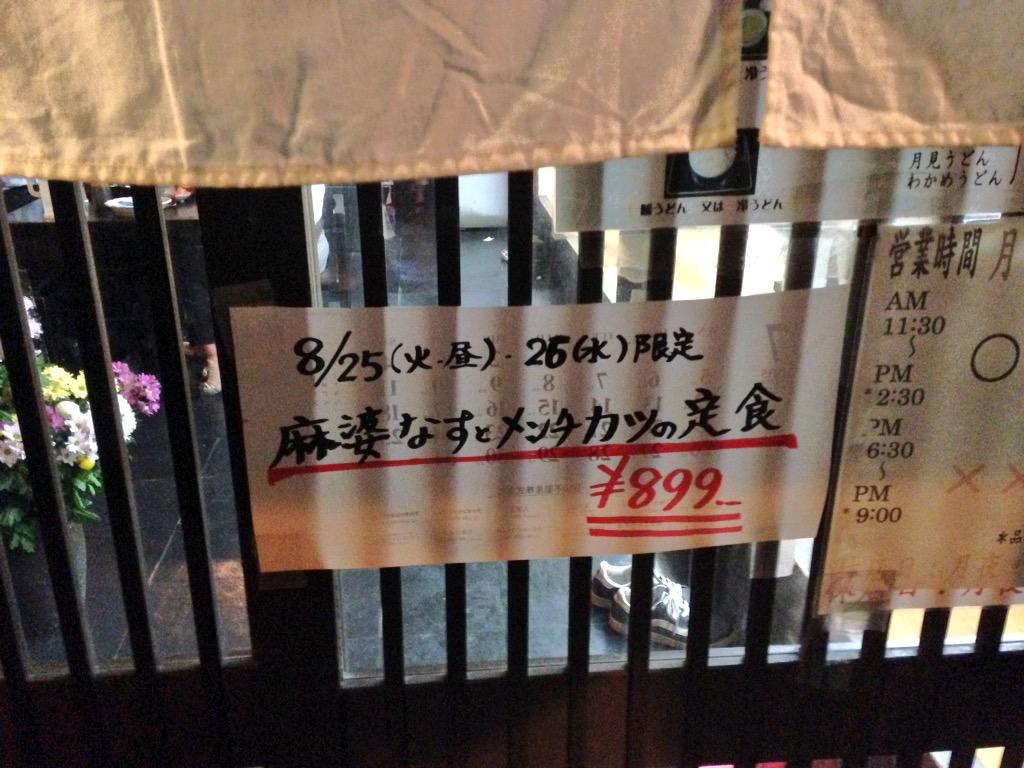 冷う
月見うどん
わかめうどん
暖うどん 又は 冷うどん
8/25(火・昼)・26(水)限定
麻婆なすとメンチカツの定食
¥899-
営業時間 月
AM
11:30
〜
PM
2:30
PM
6:30
〜
PM
9:00